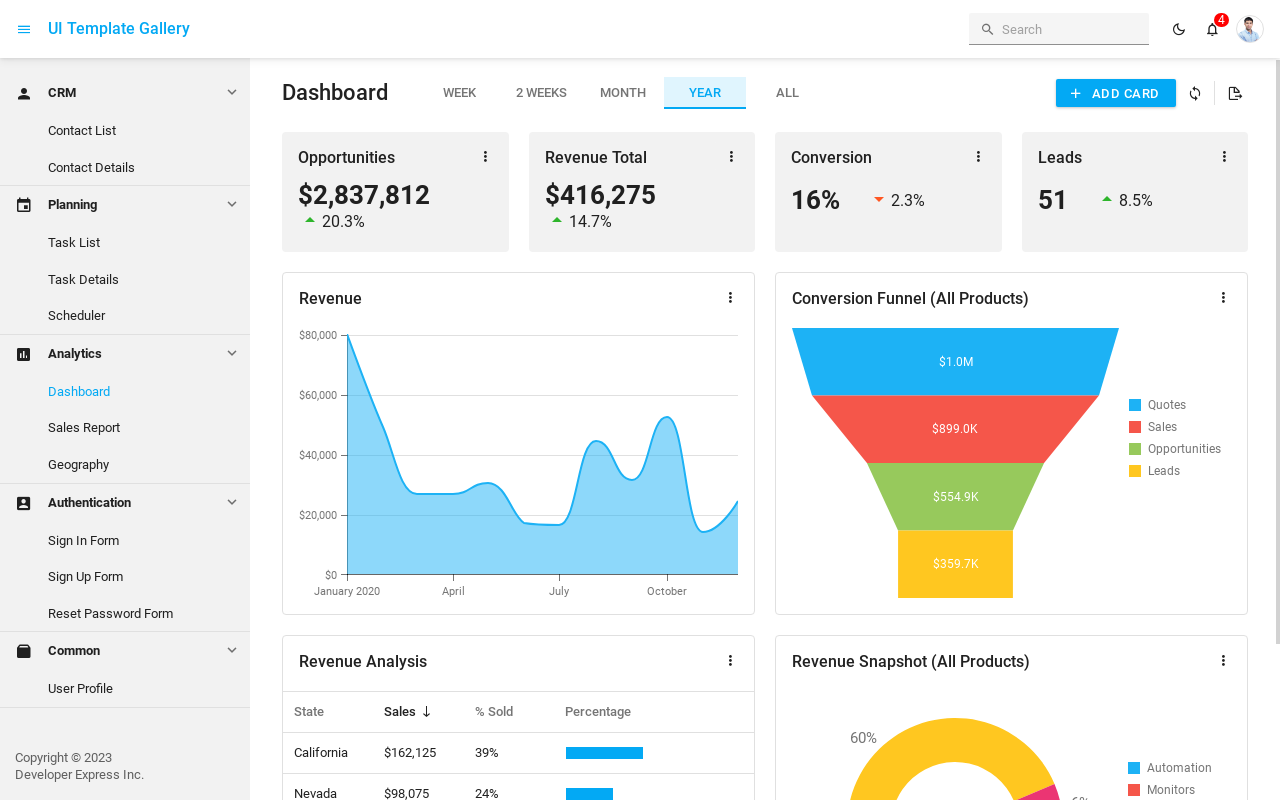 UI Template Gallery
Search
4
CRM
Contact List
Contact Details
Planning
Task List
Task Details
Scheduler
Analytics
Dashboard
Sales Report
Geography
Authentication
Sign In Form
Sign Up Form
Reset Password Form
Common
User Profile
Copyright © 2023
Developer Express Inc.
Dashboard
WEEK
2 WEEKS
MONTH
YEAR
ALL
ADD CARD
Opportunities
$2,837,812
20.3%
Revenue Total
$416,275
14.7%
Conversion
16%
2.3%
Leads
51
8.5%
Revenue
$80,000
$60,000
$40,000
$20,000
$0
January 2020
April
July
October
Conversion Funnel (All Products)
$1.0M
$899.0K
$554.9K
$359.7K
Quotes
Sales
Opportunities
Leads
Revenue Analysis
State
Sales
% Sold
Percentage
California
$162,125
39%
Nevada
$98,075
24%
Revenue Snapshot (All Products)
60%
6%
Automation
Monitors